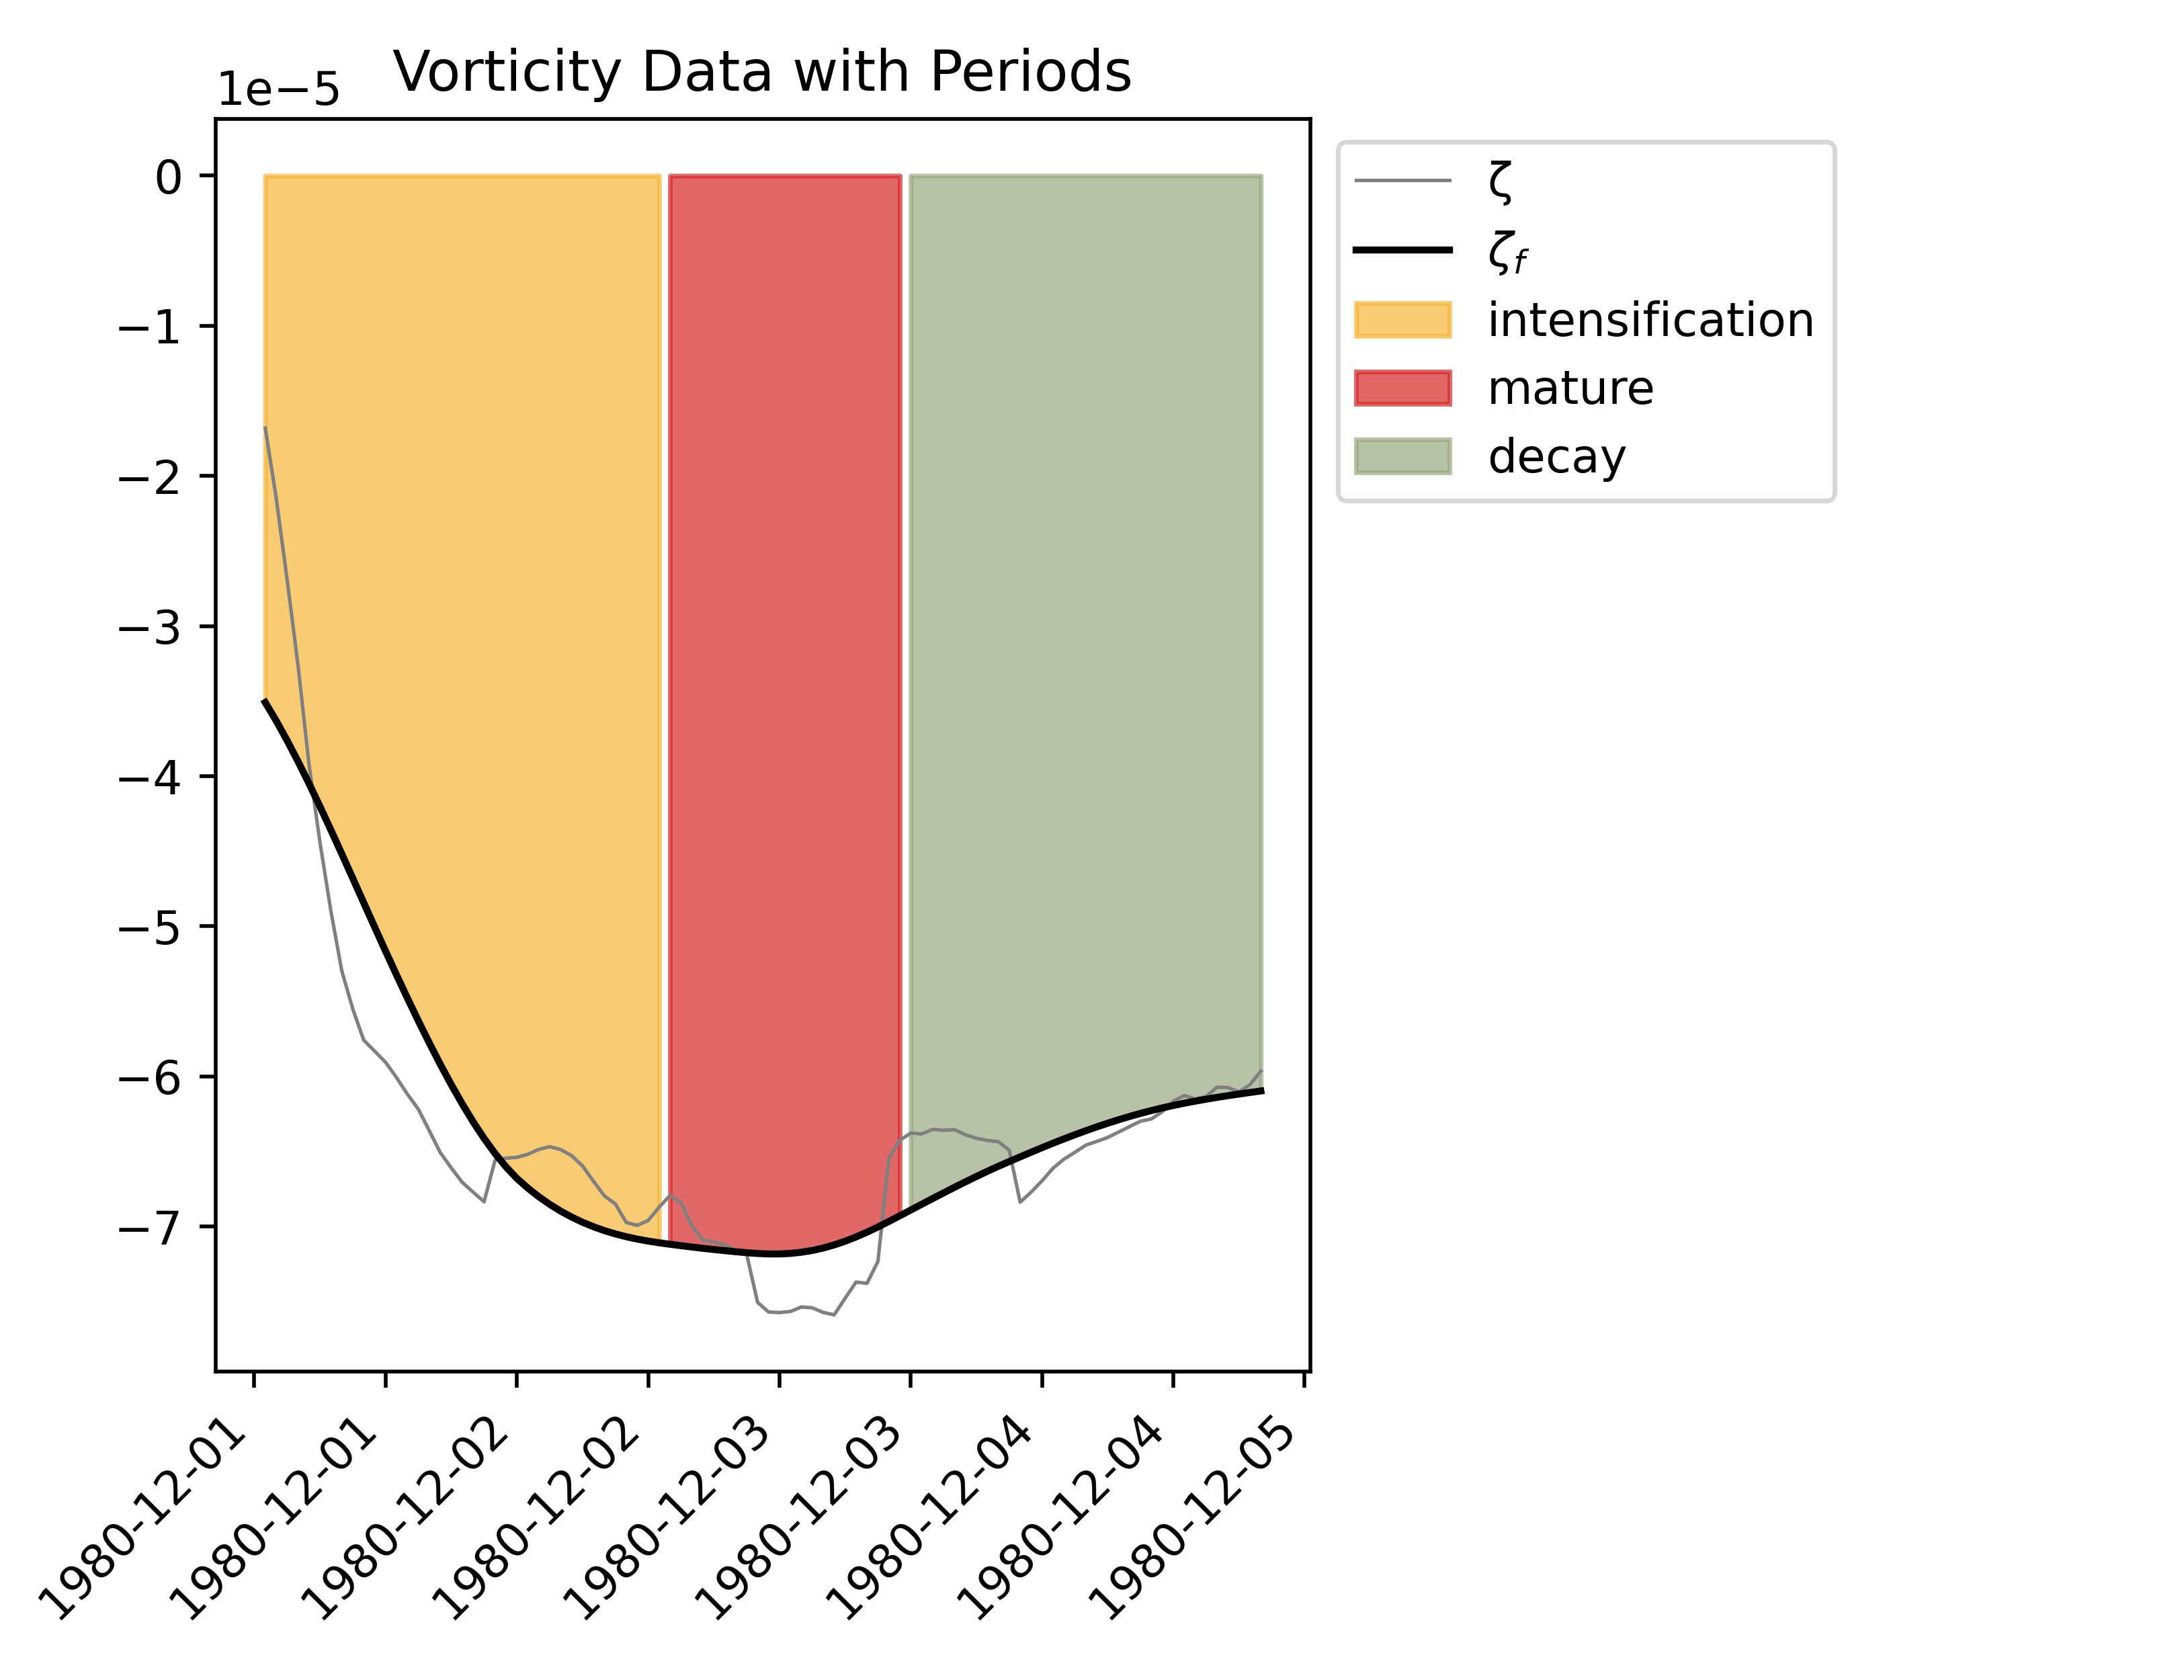 Vorticity Data with Periods
1e−5
0
−1
−2
−3
−4
−5
−6
−7
1980-12-01
1980-12-01
1980-12-02
1980-12-02
1980-12-03
1980-12-03
1980-12-04
1980-12-04
1980-12-05
ζ
ζf
intensification
mature
decay